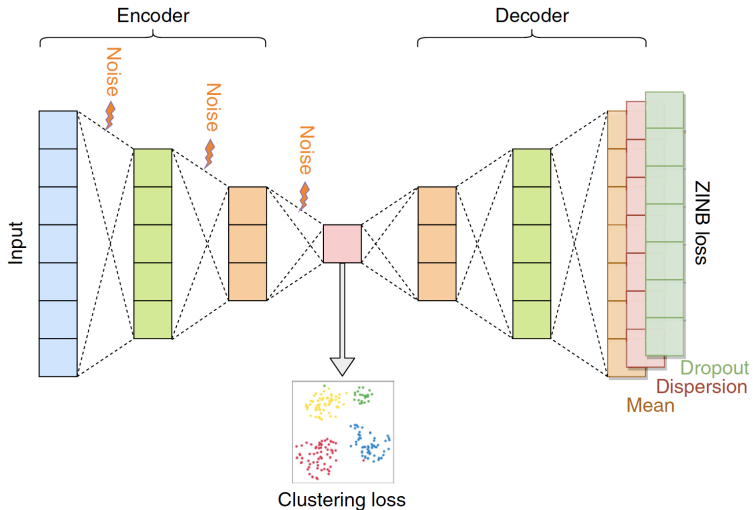 Encoder
Decoder
Noise
Noise
Noise
Input
ZINB loss
Dropout
Dispersion
Mean
Clustering loss